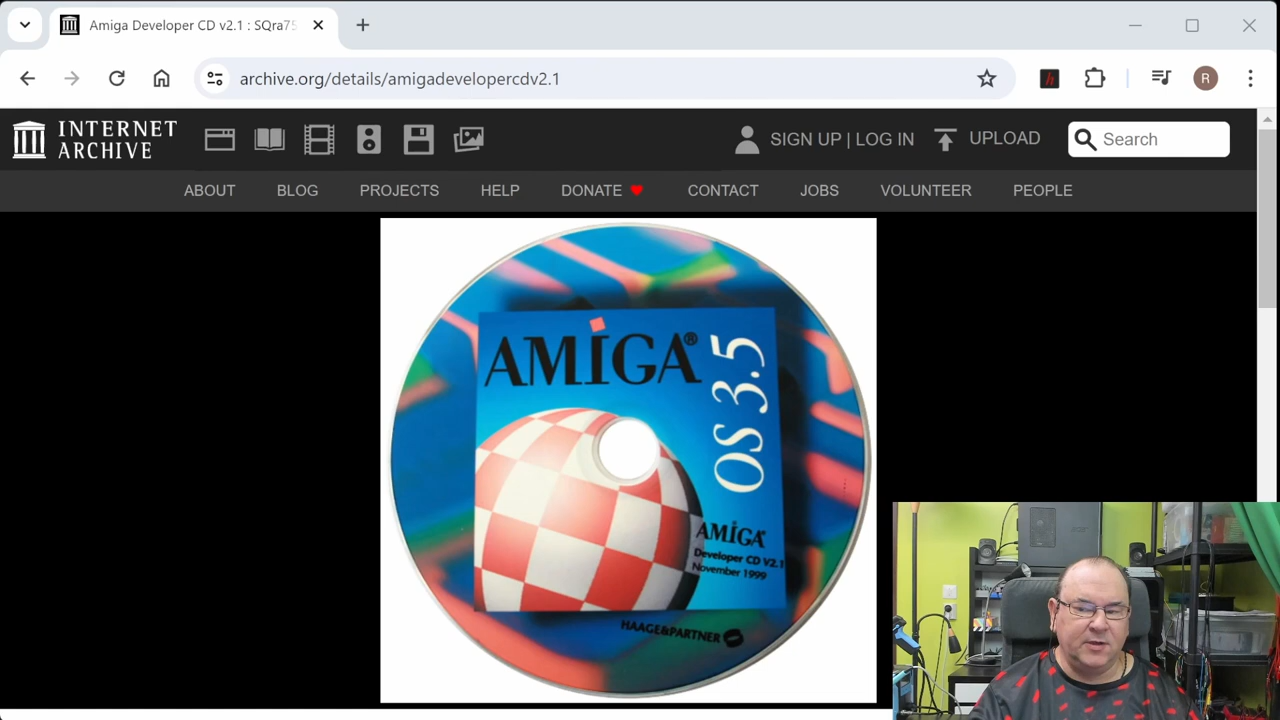 Amiga Developer CD v2.1 : SQra75
archive.org/details/amigadevelopercdv2.1
R
INTERNET
ARCHIVE
SIGN UP | LOG IN
UPLOAD
Search
ABOUT
BLOG
PROJECTS
HELP
DONATE
CONTACT
JOBS
VOLUNTEER
PEOPLE
AMIGA®
OS 3.5
AMIGA
Developer CD V2.1
November 1999
HAAGE&PARTNER